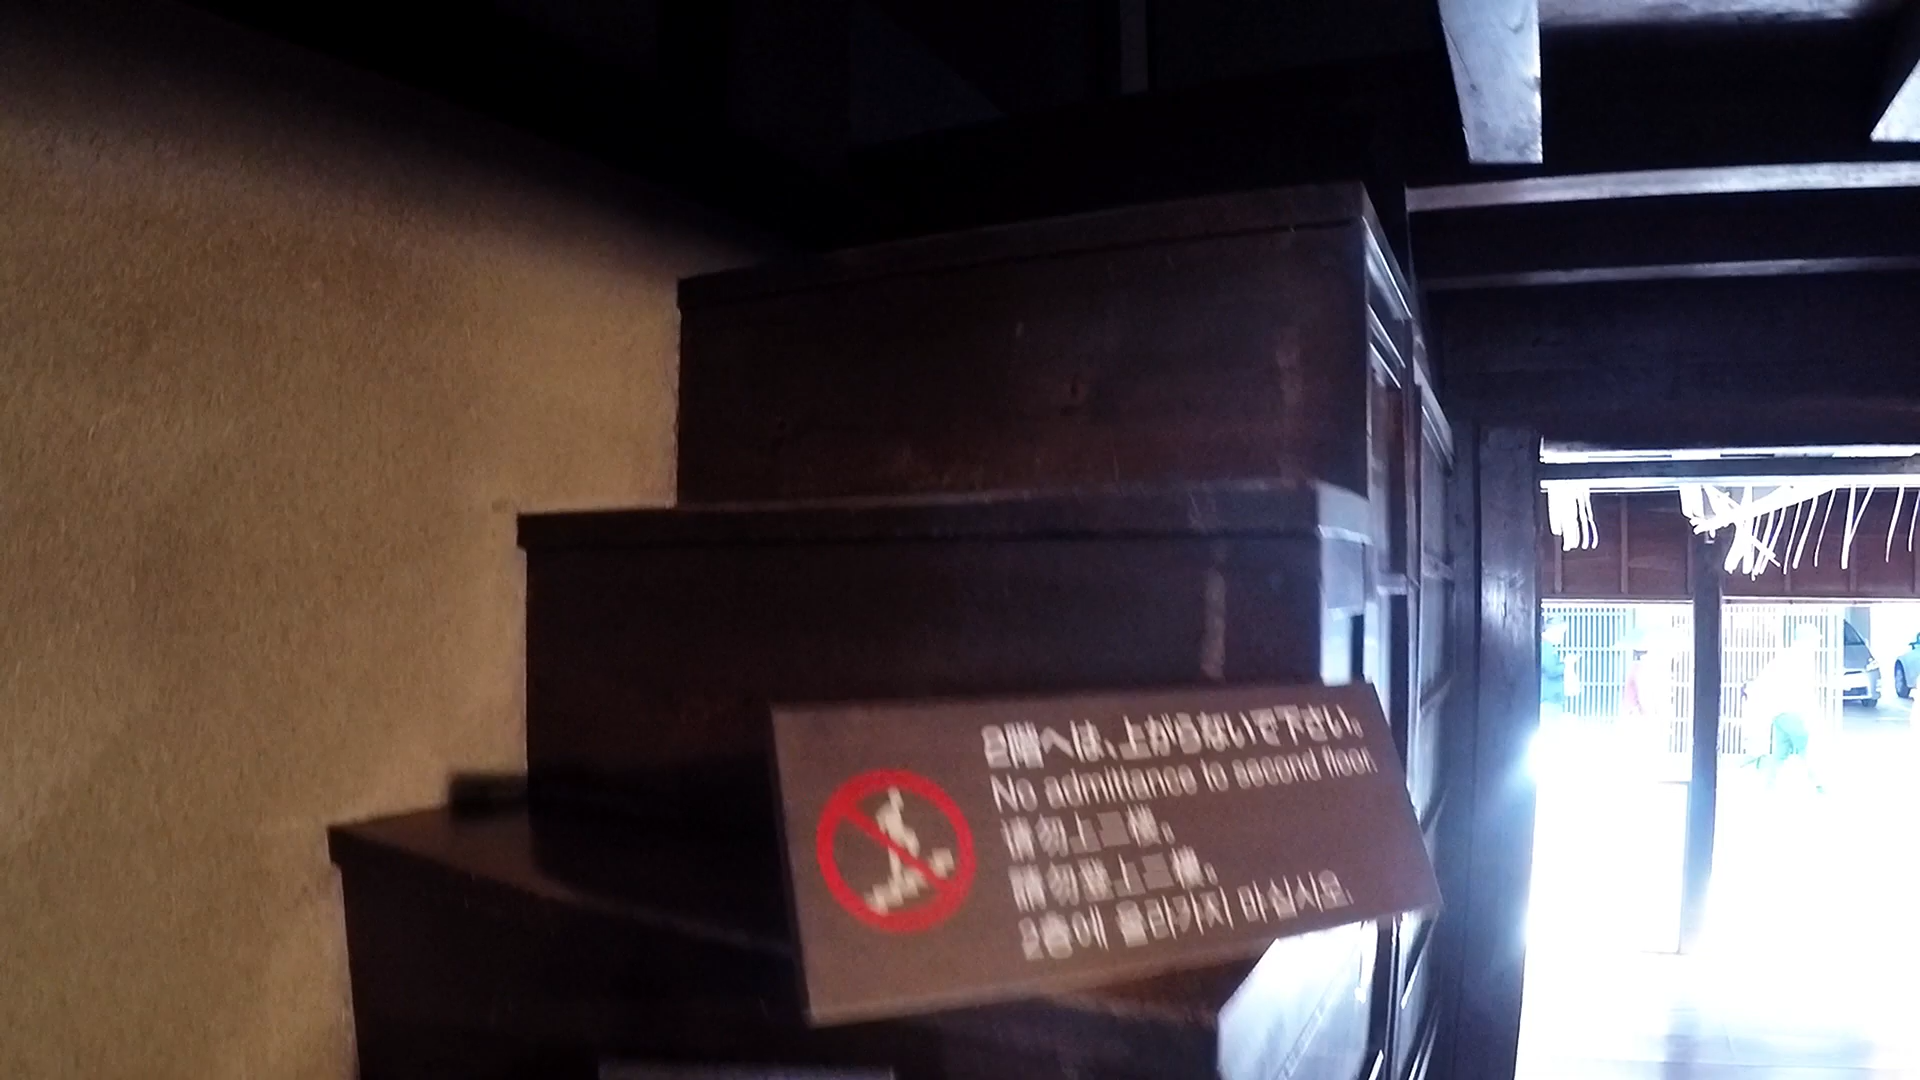 2階へは、上がらないで下さい。
No admittance to second floor.
请勿上二楼。
請勿登上二樓。
2층에 올라가지 마십시오.